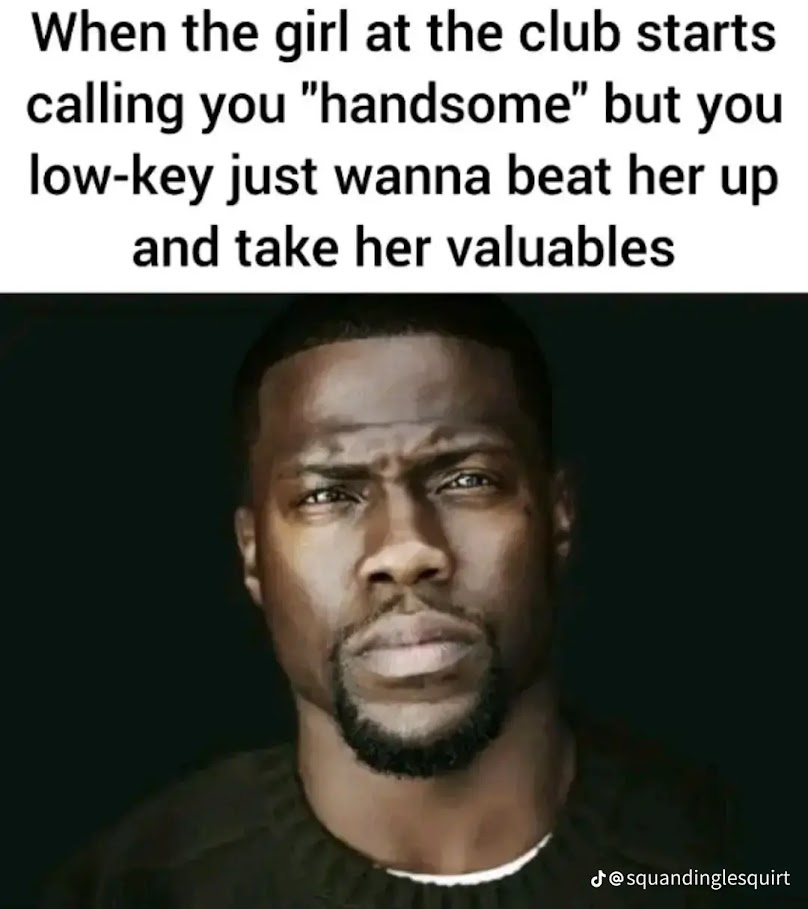 When the girl at the club starts
calling you "handsome" but you
low-key just wanna beat her up
and take her valuables
@squandinglesquirt